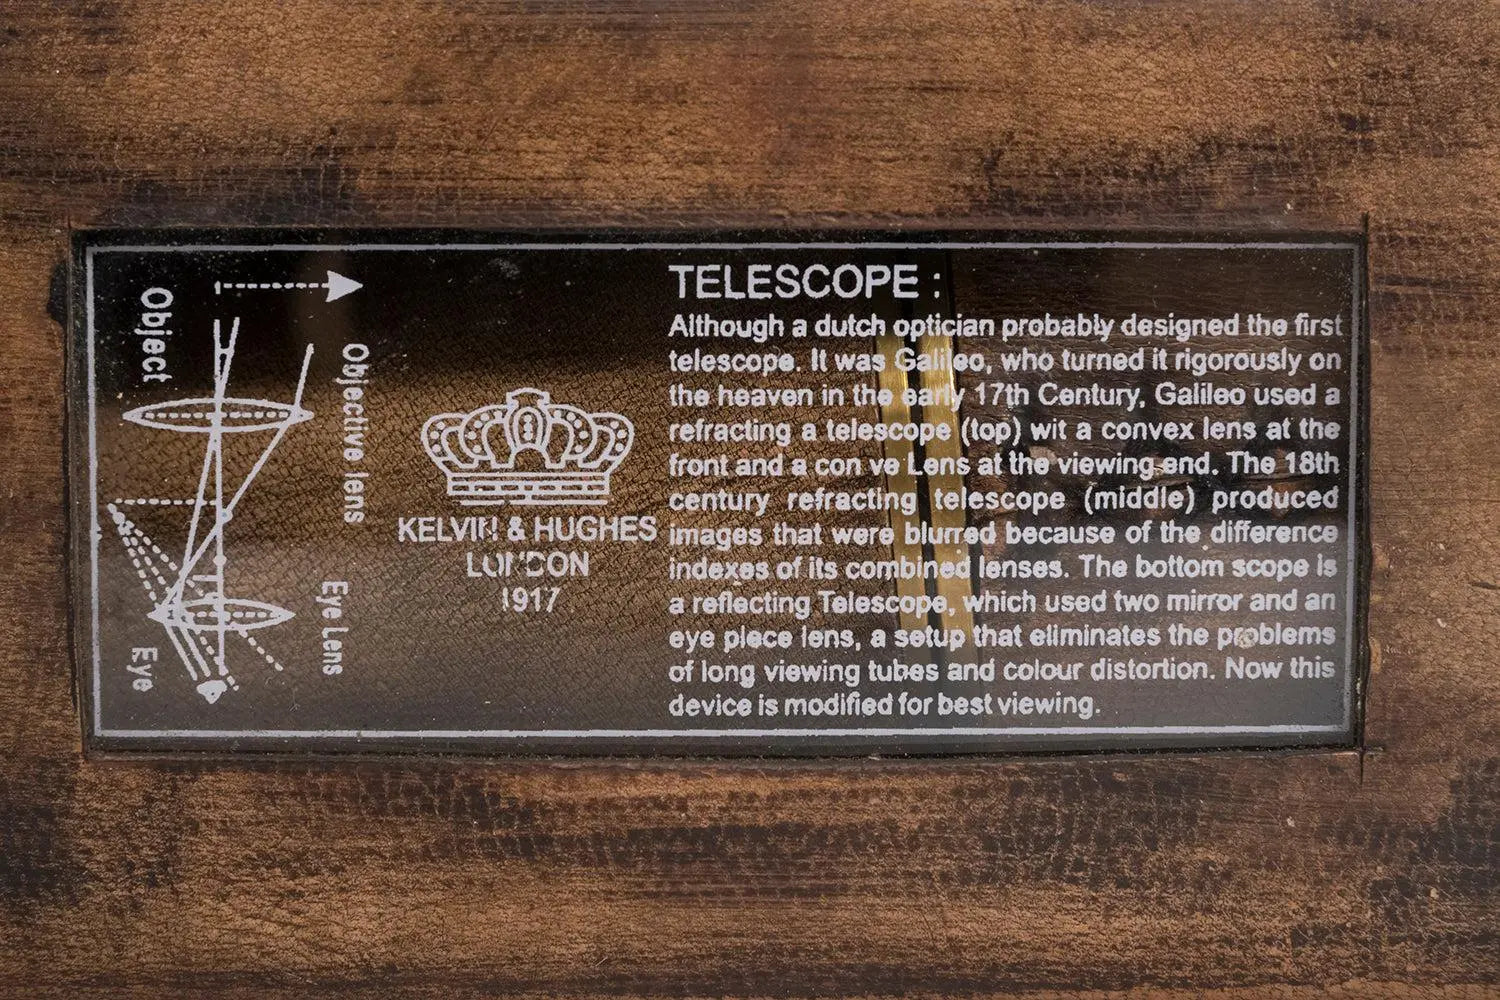 Object
Objective lens
Eye Lens
Eye
KELVIN & HUGHES
LONDON
1917
TELESCOPE :
Although a dutch optician probably designed the first
telescope. It was Galileo, who turned it rigorously on
the heaven in the early 17th Century, Galileo used a
refracting a telescope (top) wit a convex lens at the
front and a con ve Lens at the viewing end. The 18th
century refracting telescope (middle) produced
images that were blurred because of the difference
indexes of its combined lenses. The bottom scope is
a reflecting Telescope, which used two mirror and an
eye piece lens, a setup that eliminates the problems
of long viewing tubes and colour distortion. Now this
device is modified for best viewing.